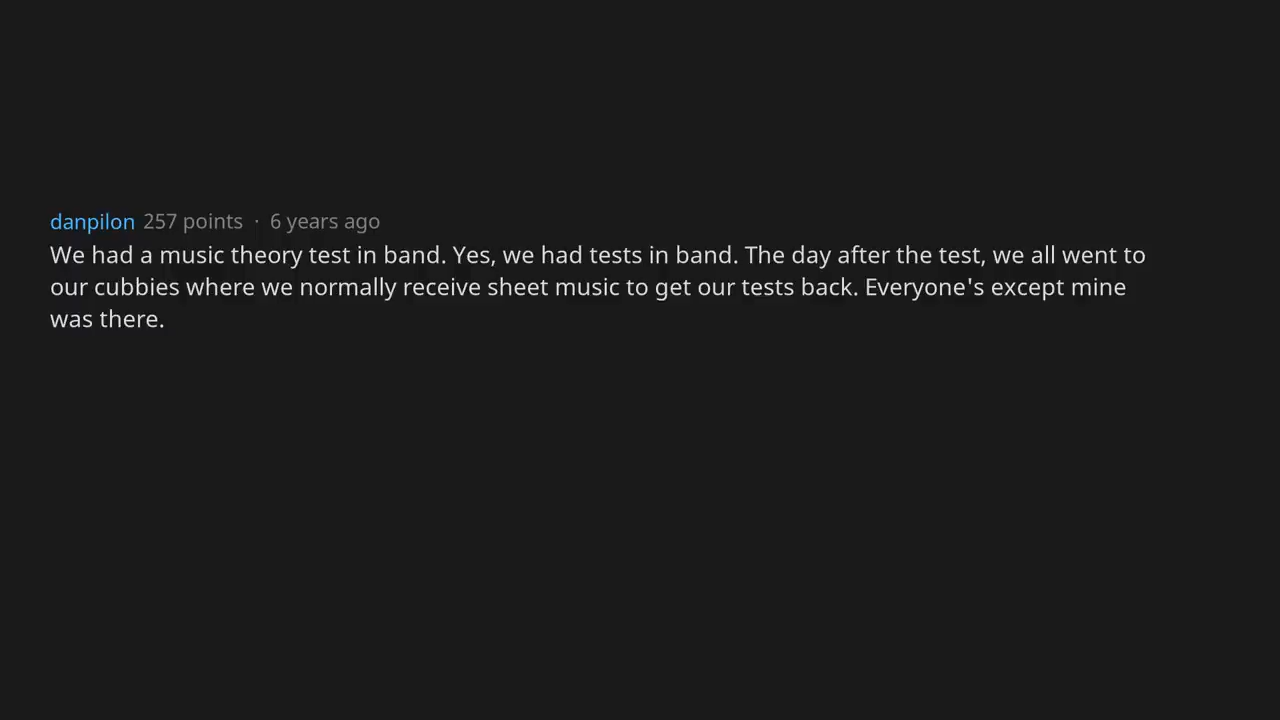 danpilon 257 points · 6 years ago
We had a music theory test in band. Yes, we had tests in band. The day after the test, we all went to
our cubbies where we normally receive sheet music to get our tests back. Everyone's except mine
was there.